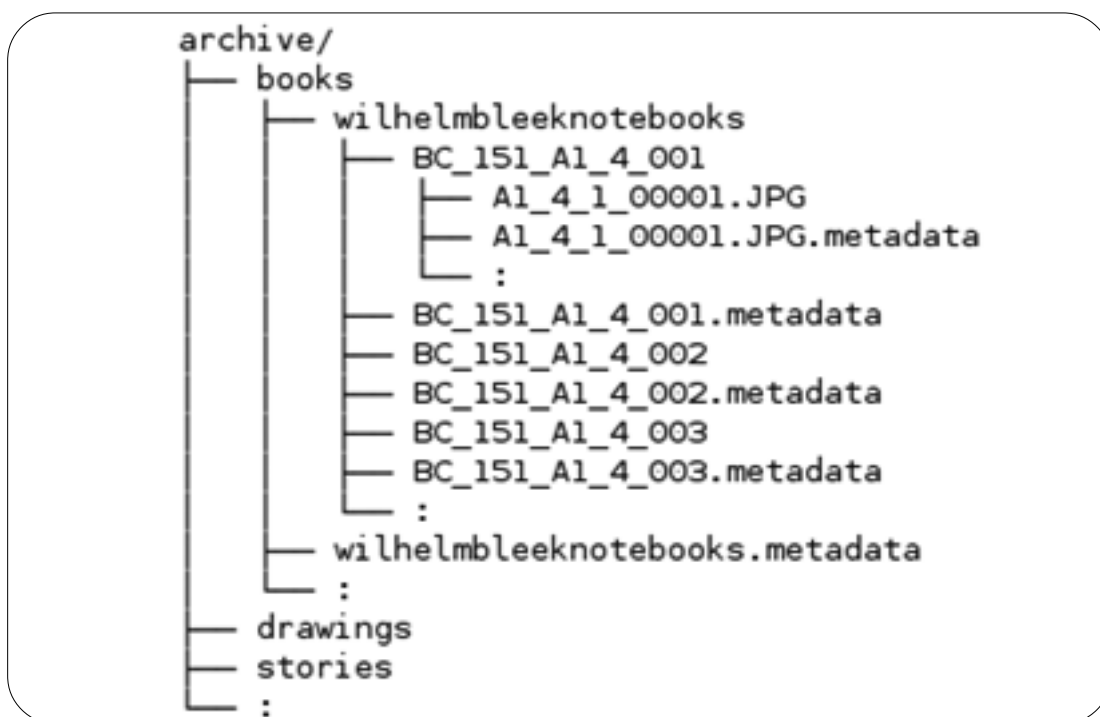 archive/
├── books
│   ├── wilhelmbleeknotebooks
│   │   ├── BC_151_A1_4_001
│   │   │   ├── A1_4_1_00001.JPG
│   │   │   ├── A1_4_1_00001.JPG.metadata
│   │   │   └── :
│   │   ├── BC_151_A1_4_001.metadata
│   │   ├── BC_151_A1_4_002
│   │   ├── BC_151_A1_4_002.metadata
│   │   ├── BC_151_A1_4_003
│   │   ├── BC_151_A1_4_003.metadata
│   │   └── :
│   ├── wilhelmbleeknotebooks.metadata
│   └── :
├── drawings
├── stories
└── :